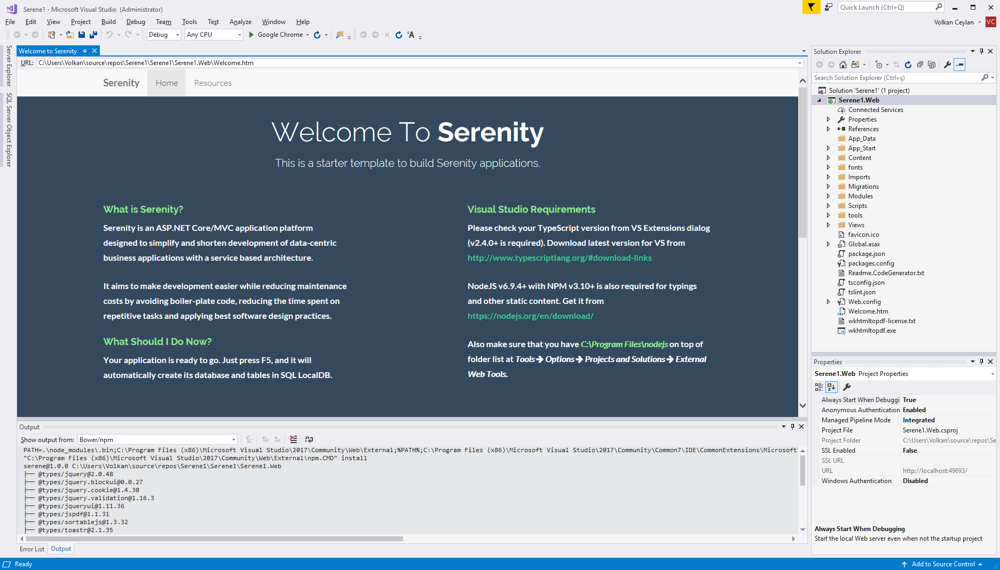 Serene1 - Microsoft Visual Studio (Administrator)
Quick Launch (Ctrl+Q)
File Edit View Project Build Debug Team Tools Test Analyze Window Help
Volkan Ceylan VC
Debug Any CPU Google Chrome
Server Explorer
SQL Server Object Explorer
Welcome to Serenity
URL: C:\Users\Volkan\source\repos\Serene1\Serene1\Serene1.Web\Welcome.htm
Serenity Home Resources
Welcome To Serenity
This is a starter template to build Serenity applications.
What is Serenity?
Serenity is an ASP.NET Core/MVC application platform
designed to simplify and shorten development of data-centric
business applications with a service based architecture.
It aims to make development easier while reducing maintenance
costs by avoiding boiler-plate code, reducing the time spent on
repetitive tasks and applying best software design practices.
What Should I Do Now?
Your application is ready to go. Just press F5, and it will
automatically create its database and tables in SQL LocalDB.
Visual Studio Requirements
Please check your TypeScript version from VS Extensions dialog
(v2.4.0+ is required). Download latest version for VS from
http://www.typescriptlang.org/#download-links
NodeJS v6.9.4+ with NPM v3.10+ is also required for typings
and other static content. Get it from
https://nodejs.org/en/download/
Also make sure that you have C:\Program Files\nodejs on top of
folder list at Tools → Options → Projects and Solutions → External
Web Tools.
Output
Show output from: Bower/npm
PATH=.\node_modules\.bin;C:\Program Files (x86)\Microsoft Visual Studio\2017\Community\Web\External;%PATH%;C:\Program Files (x86)\Microsoft Visual Studio\2017\Community\Common7\IDE\CommonExtensions\Microsoft\
"C:\Program Files (x86)\Microsoft Visual Studio\2017\Community\Web\External\npm.CMD" install
serene@1.0.0 C:\Users\Volkan\source\repos\Serene1\Serene1\Serene1.Web
├── @types/jquery@2.0.48
├── @types/jquery.blockui@0.0.27
├── @types/jquery.cookie@1.4.30
├── @types/jquery.validation@1.16.3
├── @types/jqueryui@1.11.36
├── @types/jspdf@1.1.31
├── @types/sortablejs@1.3.32
├── @types/toastr@2.1.35
Error List Output
Ready
Add to Source Control
Solution Explorer
Search Solution Explorer (Ctrl+ş)
Solution 'Serene1' (1 project)
Serene1.Web
Connected Services
Properties
References
App_Data
App_Start
Content
fonts
Imports
Migrations
Modules
Scripts
tools
Views
favicon.ico
Global.asax
package.json
packages.config
Readme.CodeGenerator.txt
tsconfig.json
tslint.json
Web.config
Welcome.htm
wkhtmltopdf-license.txt
wkhtmltopdf.exe
Properties
Serene1.Web Project Properties
Always Start When Debuggi True
Anonymous Authentication Enabled
Managed Pipeline Mode Integrated
Project File Serene1.Web.csproj
Project Folder C:\Users\Volkan\source\repos\Se
SSL Enabled False
SSL URL
URL http://localhost:49693/
Windows Authentication Disabled
Always Start When Debugging
Start the local Web server even when not the startup project